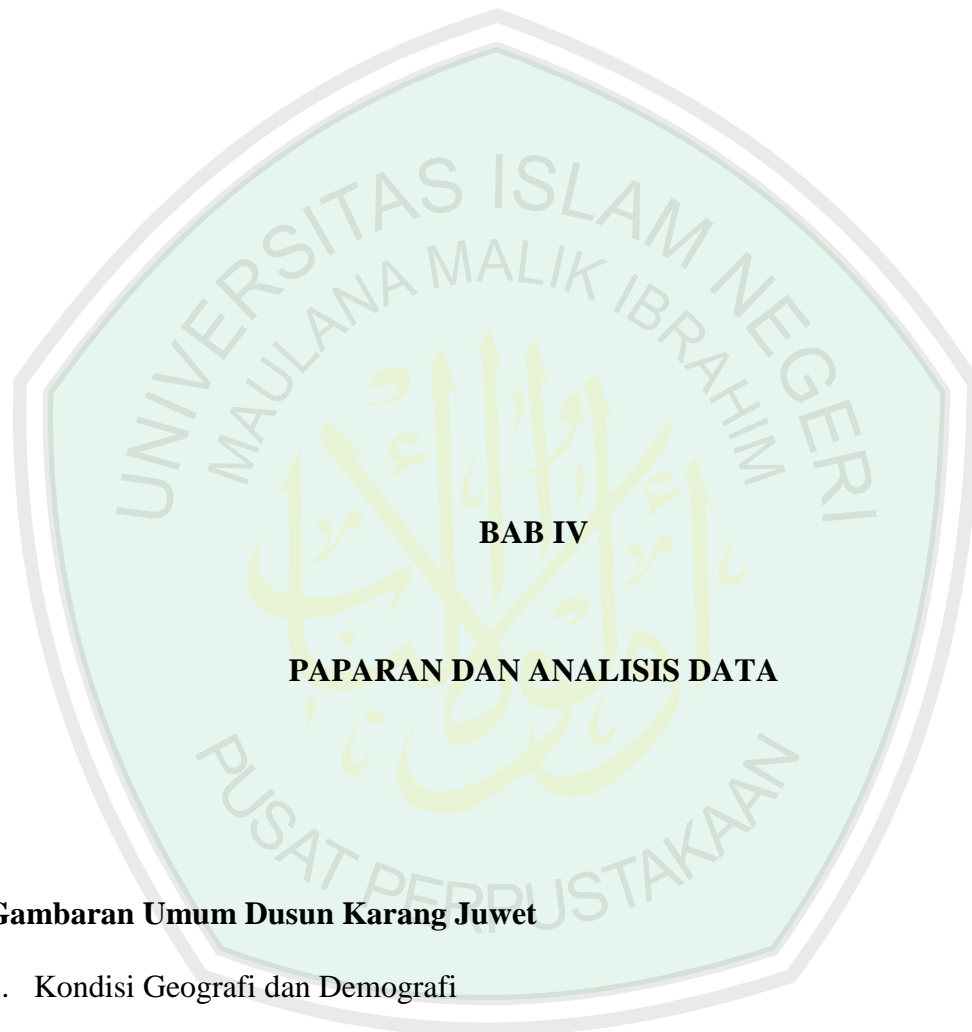 UNIVERSITAS ISLAM NEGERI
MAULANA MALIK IBRAHIM
BAB IV
PAPARAN DAN ANALISIS DATA
PUSAT PERPUSTAKAAN
Gambaran Umum Dusun Karang Juwet
. Kondisi Geografi dan Demografi